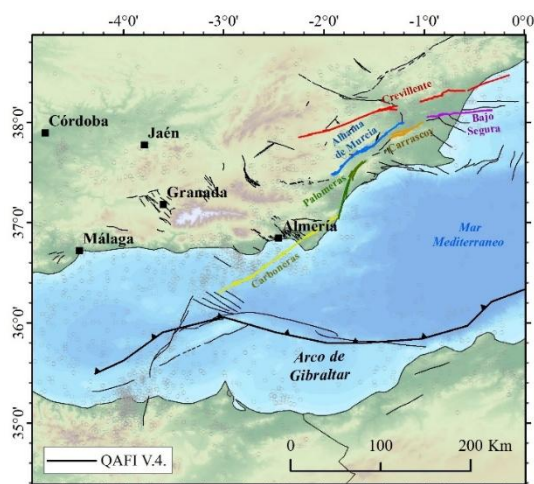 -4°0'
-3°0'
-2°0'
-1°0'
0°0'
38°0'
37°0'
36°0'
35°0'
Crevillente
Córdoba
Jaén
Alhama
de Murcia
Carrascoy
Bajo
Segura
Palomeras
Granada
Almería
Málaga
Carboneras
Mar
Mediterraneo
Arco de
Gibraltar
QAFI V.4.
0 100 200 Km